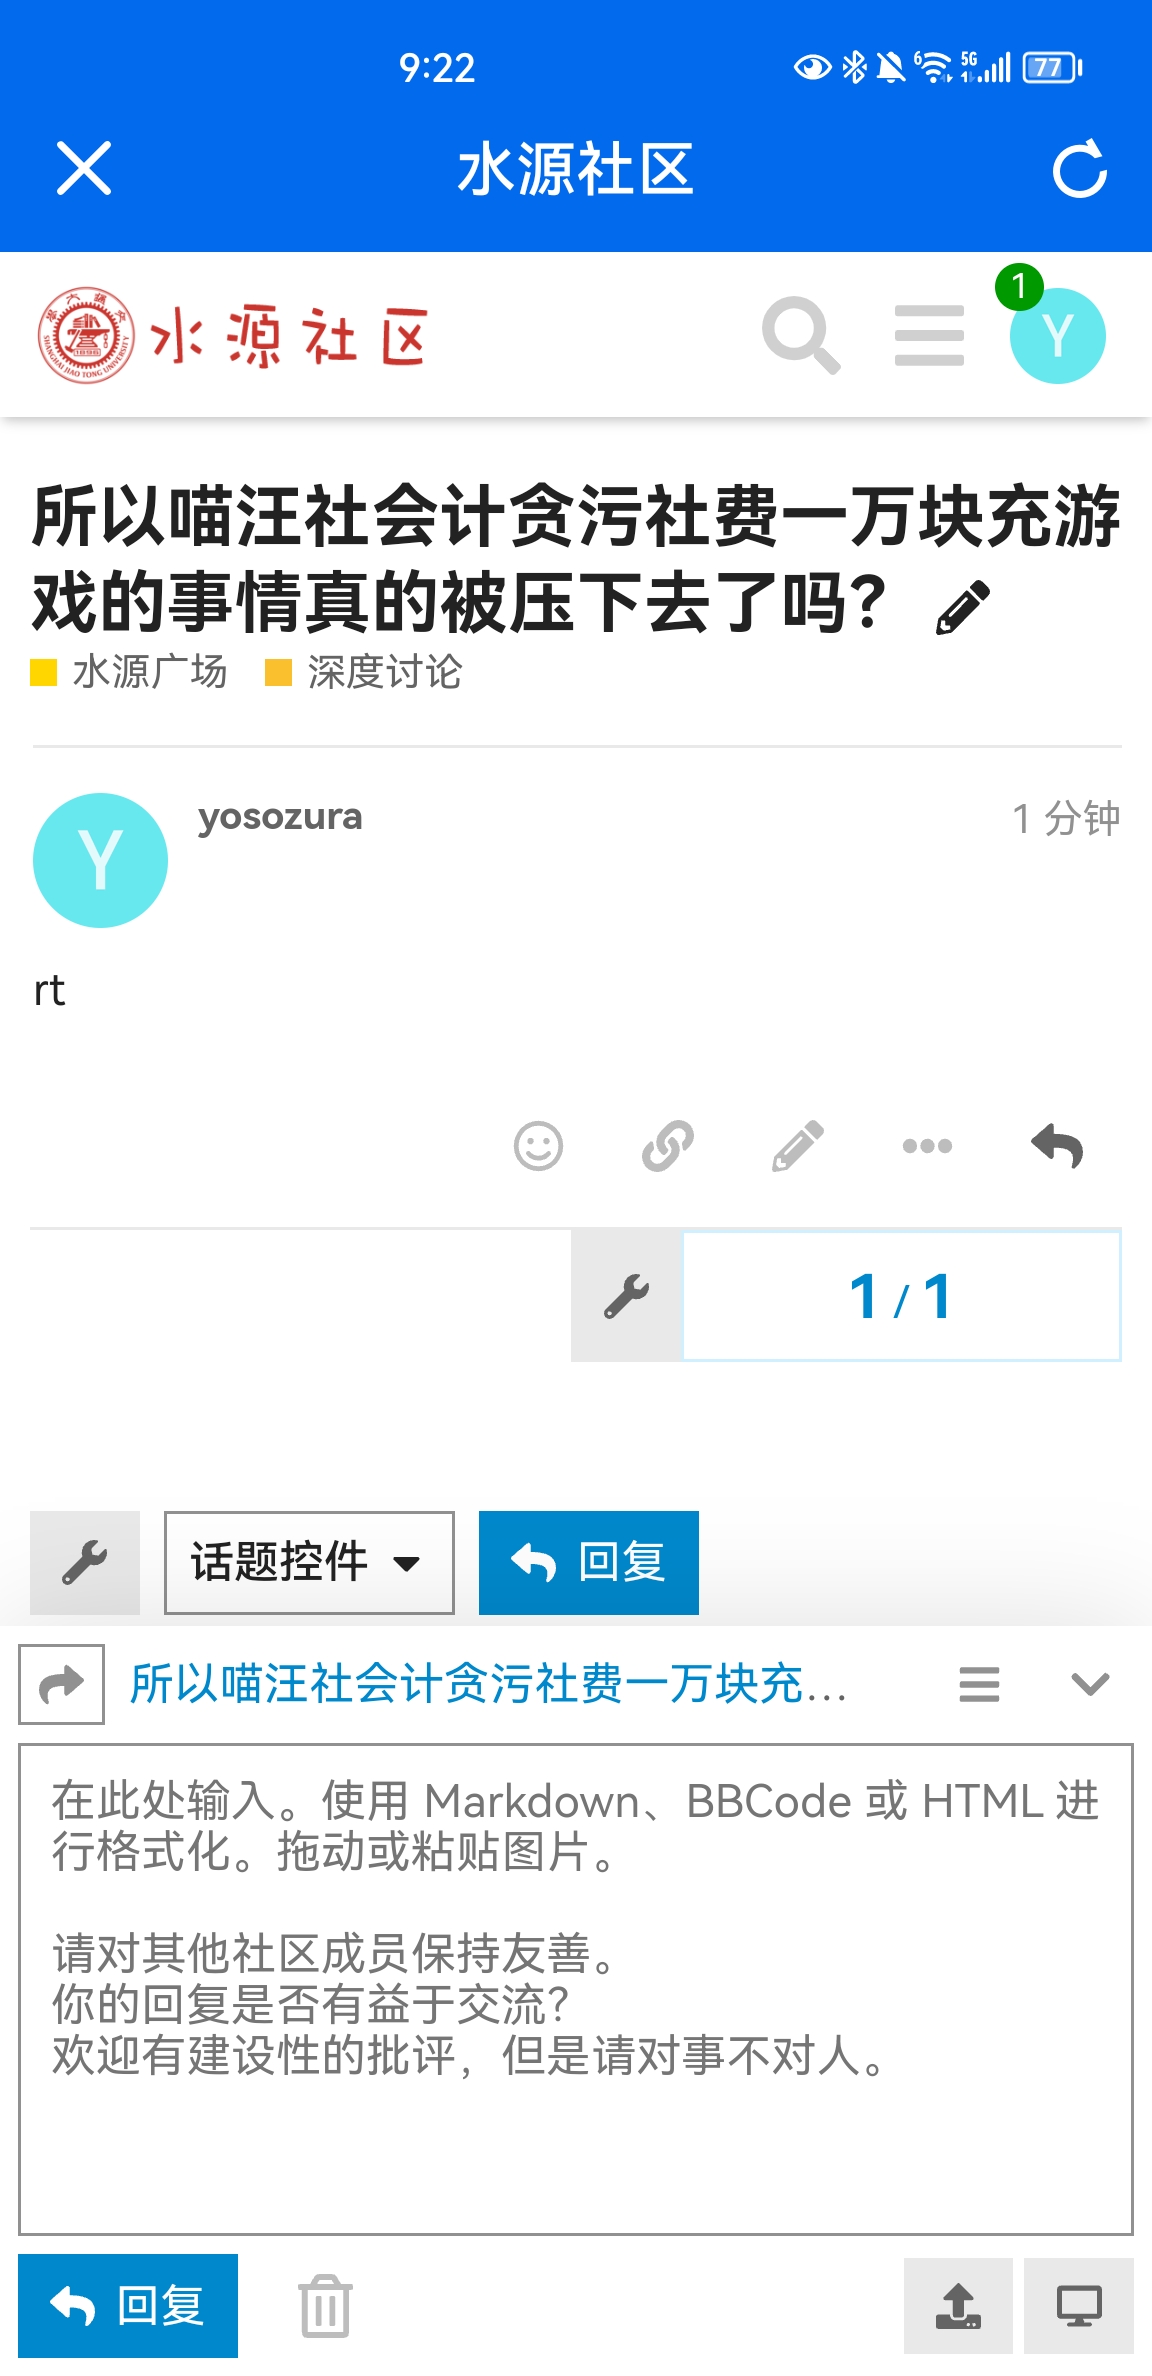 9:22
6
5G
77
水源社区
SHANGHAI JIAO TONG UNIVERSITY
水源社区
1
Y
所以喵汪社会计贪污社费一万块充游
戏的事情真的被压下去了吗？
水源广场 深度讨论
Y
yosozura
1 分钟
rt
1 / 1
话题控件
回复
所以喵汪社会计贪污社费一万块充...
在此处输入。使用 Markdown、BBCode 或 HTML 进
行格式化。拖动或粘贴图片。
请对其他社区成员保持友善。
你的回复是否有益于交流？
欢迎有建设性的批评，但是请对事不对人。
回复